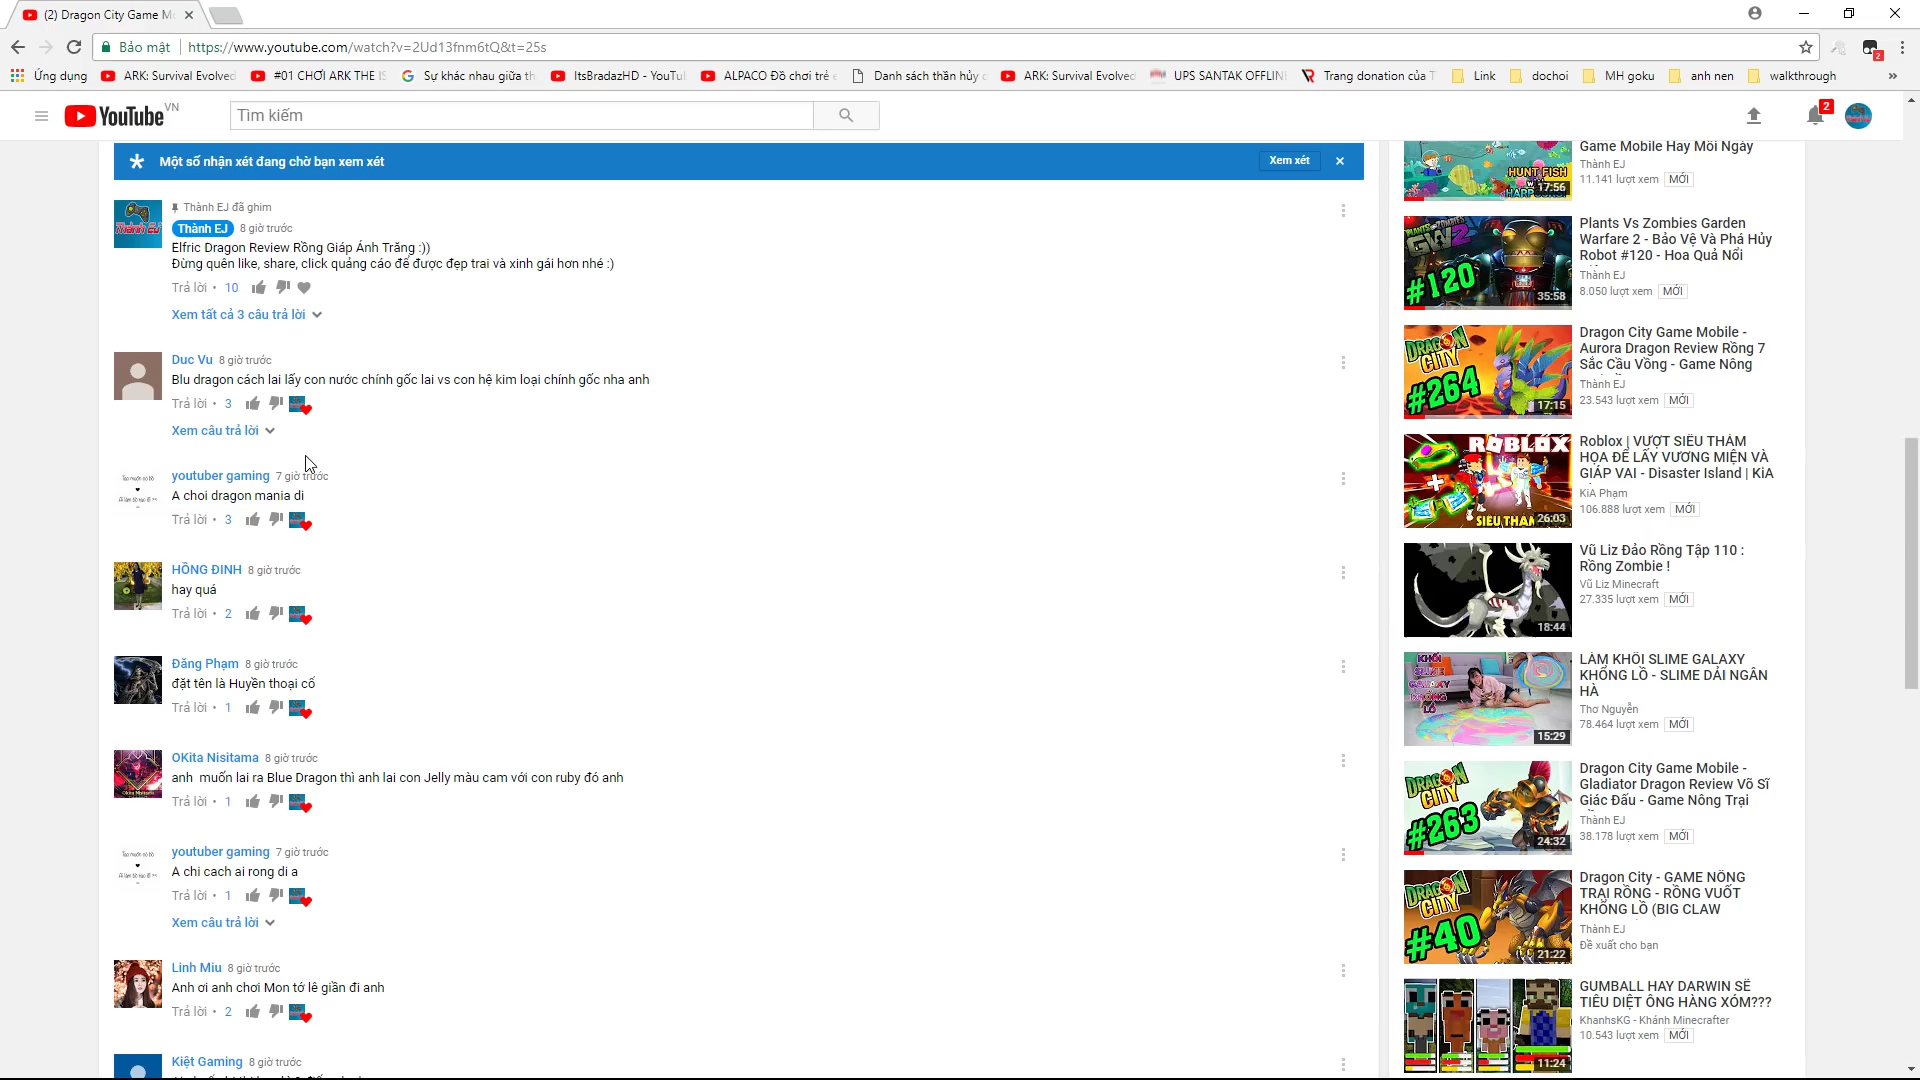 (2) Dragon City Game M
Bảo mật
https://www.youtube.com/watch?v=2Ud13fnm6tQ&t=25s
2
Ứng dụng
ARK: Survival Evolved
#01 CHƠI ARK THE IS
Sự khác nhau giữa th
ItsBradazHD - YouTu
ALPACO Đồ chơi trẻ e
Danh sách thần hủy
ARK: Survival Evolved
UPS SANTAK OFFLIN
Trang donation của T
Link
dochoi
MH goku
anh nen
walkthrough
YouTube VN
Tìm kiếm
2
Một số nhận xét đang chờ bạn xem xét
Xem xét
Thành EJ đã ghim
Thành EJ 8 giờ trước
Elfric Dragon Review Rồng Giáp Ánh Trăng :))
Đừng quên like, share, click quảng cáo để được đẹp trai và xinh gái hơn nhé :)
Trả lời • 10
Xem tất cả 3 câu trả lời
Duc Vu 8 giờ trước
Blu dragon cách lai lấy con nước chính gốc lai vs con hệ kim loại chính gốc nha anh
Trả lời • 3
Xem câu trả lời
youtuber gaming 7 giờ trước
A choi dragon mania di
Trả lời • 3
HỒNG ĐINH 8 giờ trước
hay quá
Trả lời • 2
Đăng Phạm 8 giờ trước
đặt tên là Huyền thoại cổ
Trả lời • 1
OKita Nisitama 8 giờ trước
anh  muốn lai ra Blue Dragon thì anh lai con Jelly màu cam với con ruby đó anh
Trả lời • 1
youtuber gaming 7 giờ trước
A chi cach ai rong di a
Trả lời • 1
Xem câu trả lời
Linh Miu 8 giờ trước
Anh ơi anh chơi Mon tớ lê giần đi anh
Trả lời • 2
Kiệt Gaming 8 giờ trước
Game Mobile Hay Mỗi Ngày
Thành EJ
11.141 lượt xem MỚI
HUNT FISH
17:56
Plants Vs Zombies Garden
Warfare 2 - Bảo Vệ Và Phá Hủy
Robot #120 - Hoa Quả Nổi
Thành EJ
8.050 lượt xem MỚI
GW2
#120
35:58
Dragon City Game Mobile -
Aurora Dragon Review Rồng 7
Sắc Cầu Vồng - Game Nông
Thành EJ
23.543 lượt xem MỚI
DRAGON
CITY
#264
17:15
Roblox | VƯỢT SIÊU THẢM
HỌA ĐỂ LẤY VƯƠNG MIỆN VÀ
GIÁP VAI - Disaster Island | KiA
KiA Phạm
106.888 lượt xem MỚI
ROBLOX
26:03
Vũ Liz Đảo Rồng Tập 110 :
Rồng Zombie !
Vũ Liz Minecraft
27.335 lượt xem MỚI
18:44
LÀM KHỐI SLIME GALAXY
KHỔNG LỒ - SLIME DẢI NGÂN
HÀ
Thơ Nguyễn
78.464 lượt xem MỚI
KHỐI
SLIME
GALAXY
KHỔNG
LỒ
15:29
Dragon City Game Mobile -
Gladiator Dragon Review Võ Sĩ
Giác Đấu - Game Nông Trại
Thành EJ
38.178 lượt xem MỚI
DRAGON
CITY
#263
24:32
Dragon City - GAME NÔNG
TRẠI RỒNG - RỒNG VUỐT
KHỔNG LỒ (BIG CLAW
Thành EJ
Đề xuất cho bạn
DRAGON
CITY
#40
21:22
GUMBALL HAY DARWIN SẼ
TIÊU DIỆT ÔNG HÀNG XÓM???
KhanhsKG - Khánh Minecrafter
10.543 lượt xem MỚI
11:24